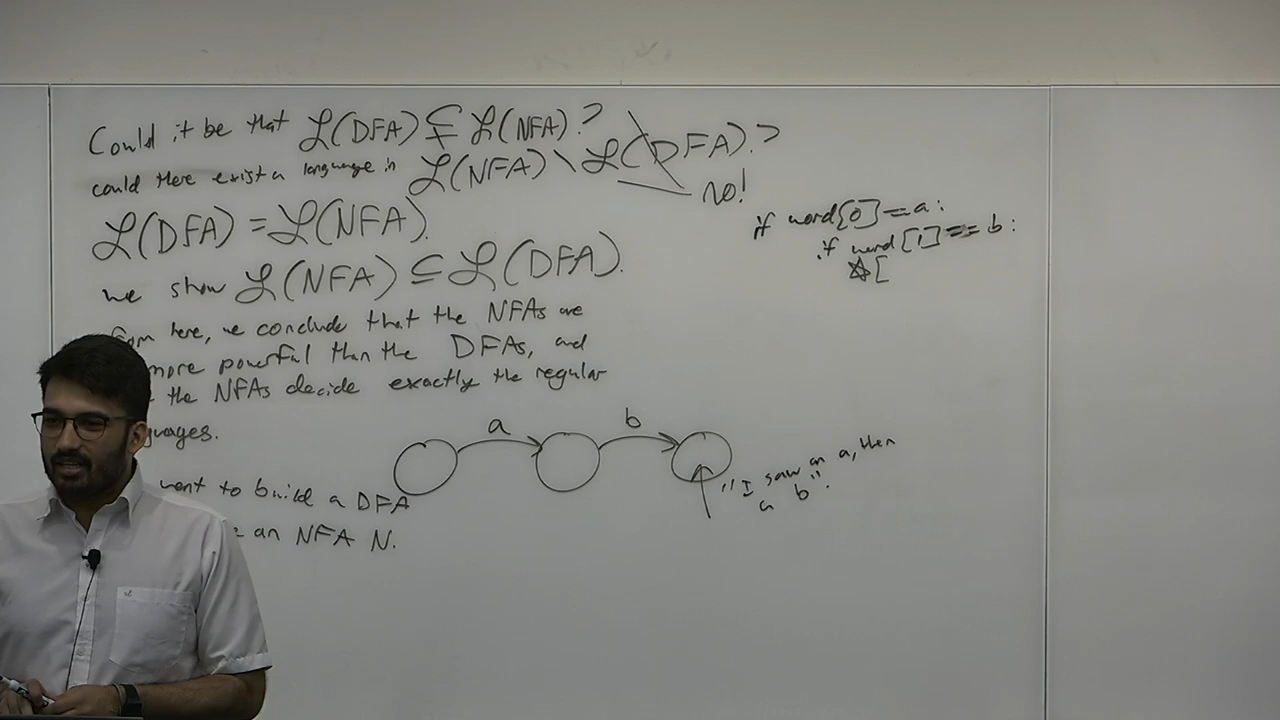 Could it be that ℒ(DFA) ⊊ ℒ(NFA)?
could there exist a language in ℒ(NFA) \ ℒ(DFA)?
NO!
ℒ(DFA) = ℒ(NFA).
we show ℒ(NFA) ⊆ ℒ(DFA).
From here, we conclude that the NFAs are
more powerful than the DFAs, and
the NFAs decide exactly the regular
guages.
want to build a DFA
an NFA N.
if word[0] == a:
if word[1] == b:
☆[
a
b
"I saw an a, then
a b".